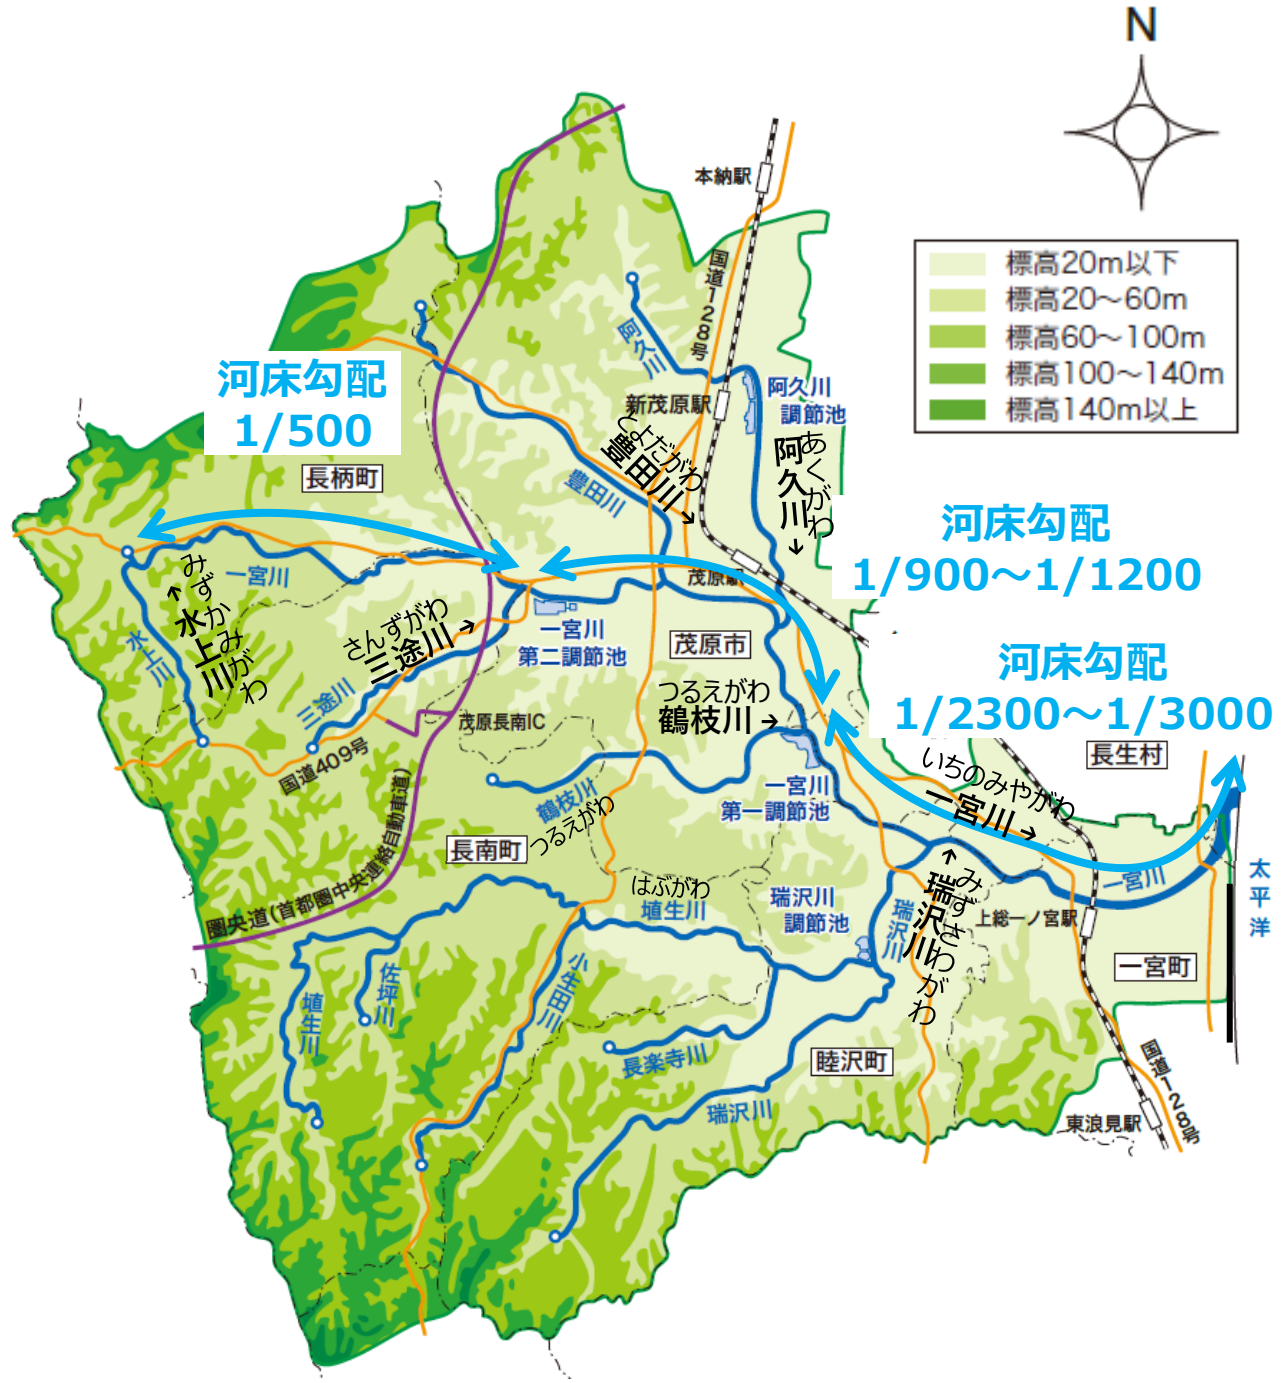 N
本納駅
国道128号
標高20m以下
標高20〜60m
標高60〜100m
標高100〜140m
標高140m以上
阿久川
河床勾配
1/500
阿久川
調節池
新茂原駅
とよだがわ
豊田川→
豊田川
あくがわ
阿久川→
長柄町
河床勾配
1/900〜1/1200
一宮川
みずかみがわ
水上川→
水上川
茂原駅
一宮川
第二調節池
さんずがわ
三途川→
三途川
茂原市
河床勾配
1/2300〜1/3000
つるえがわ
鶴枝川→
茂原長南IC
国道409号
長生村
いちのみやがわ
一宮川→
一宮川
第一調節池
鶴枝川
つるえがわ
長南町
圏央道(首都圏中央連絡自動車道)
はぶがわ
埴生川
瑞沢川
調節池
瑞沢川
みずさわがわ
瑞沢川→
一宮川
太平洋
上総一ノ宮駅
一宮町
佐坪川
埴生川
小生田川
長楽寺川
睦沢町
瑞沢川
国道128号
東浪見駅